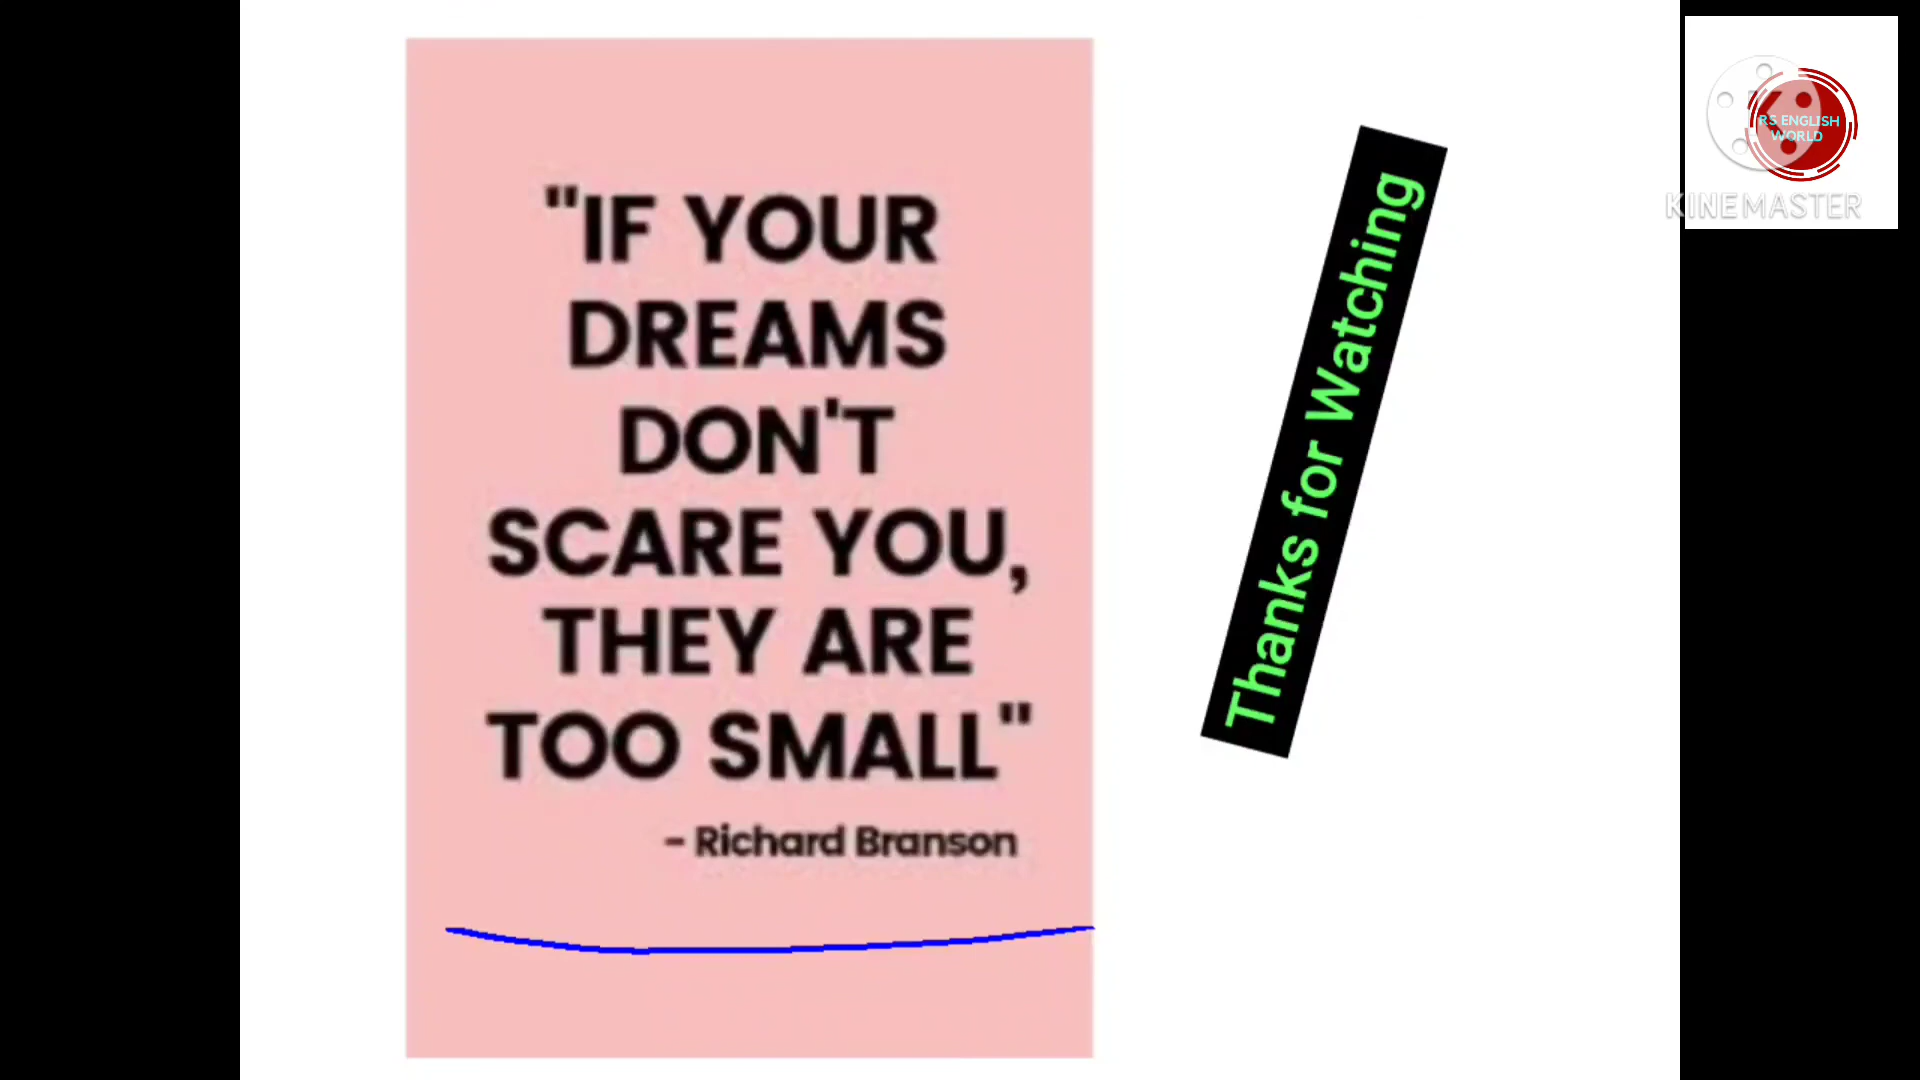 "IF YOUR
DREAMS
DON'T
SCARE YOU,
THEY ARE
TOO SMALL"
- Richard Branson
Thanks for Watching
RS ENGLISH
WORLD
KINEMASTER